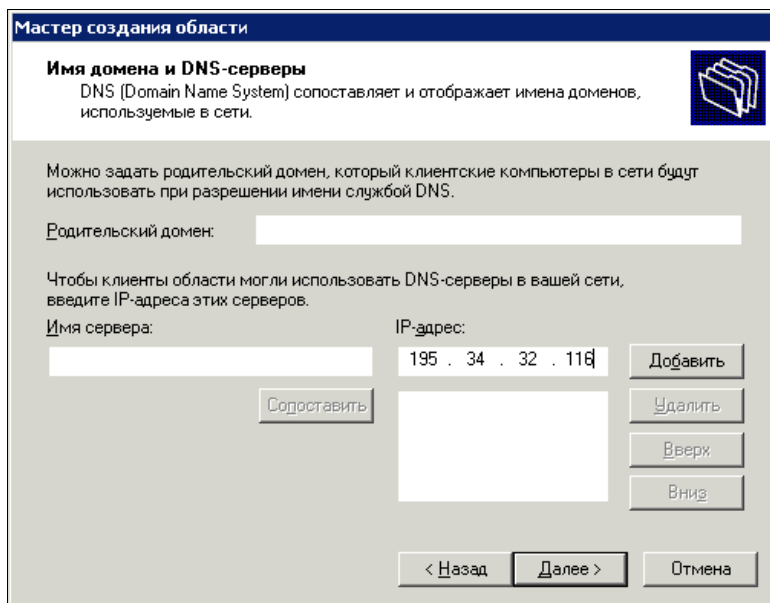 Мастер создания области
Имя домена и DNS-серверы
DNS (Domain Name System) сопоставляет и отображает имена доменов,
используемые в сети.
Можно задать родительский домен, который клиентские компьютеры в сети будут
использовать при разрешении имени службой DNS.
Родительский домен:
Чтобы клиенты области могли использовать DNS-серверы в вашей сети,
введите IP-адреса этих серверов.
Имя сервера:
IP-адрес:
195 . 34 . 32 . 116
Добавить
Сопоставить
Удалить
Вверх
Вниз
< Назад
Далее >
Отмена